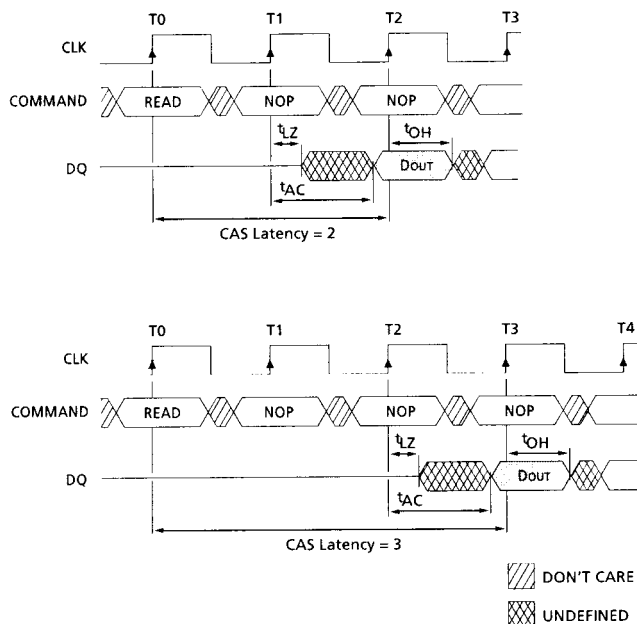 T0 T1 T2 T3
CLK
COMMAND READ NOP NOP
tLZ tOH
DQ DOUT
tAC
CAS Latency = 2
T0 T1 T2 T3 T4
CLK
COMMAND READ NOP NOP NOP
tLZ tOH
DQ DOUT
tAC
CAS Latency = 3
DON'T CARE
UNDEFINED